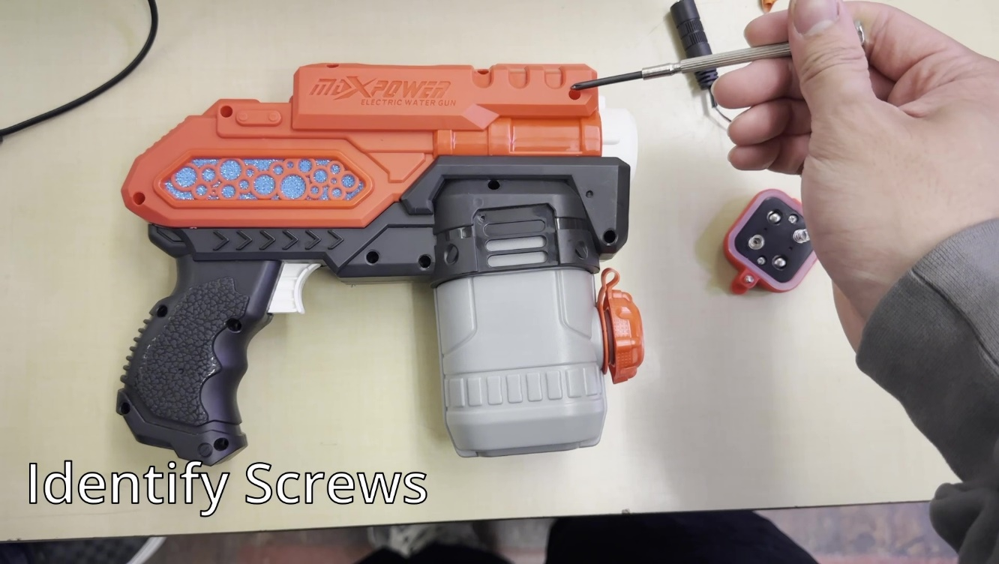 MAXPOWER
ELECTRIC WATER GUN
Identify Screws